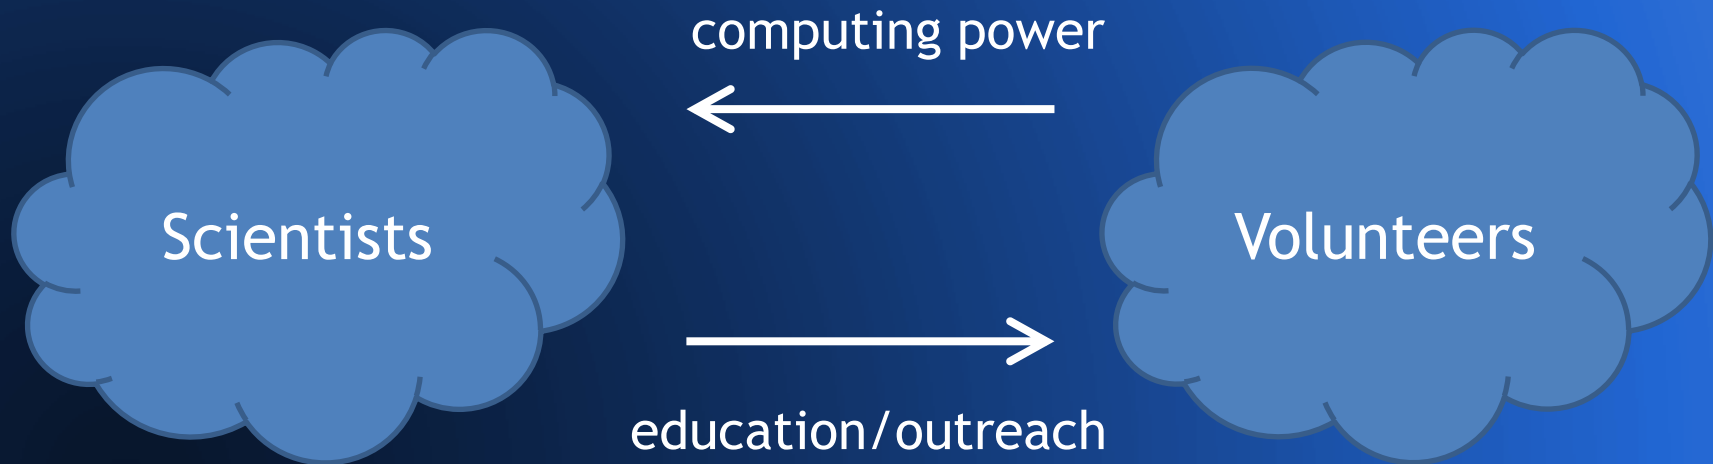 computing power
Scientists
Volunteers
education/outreach